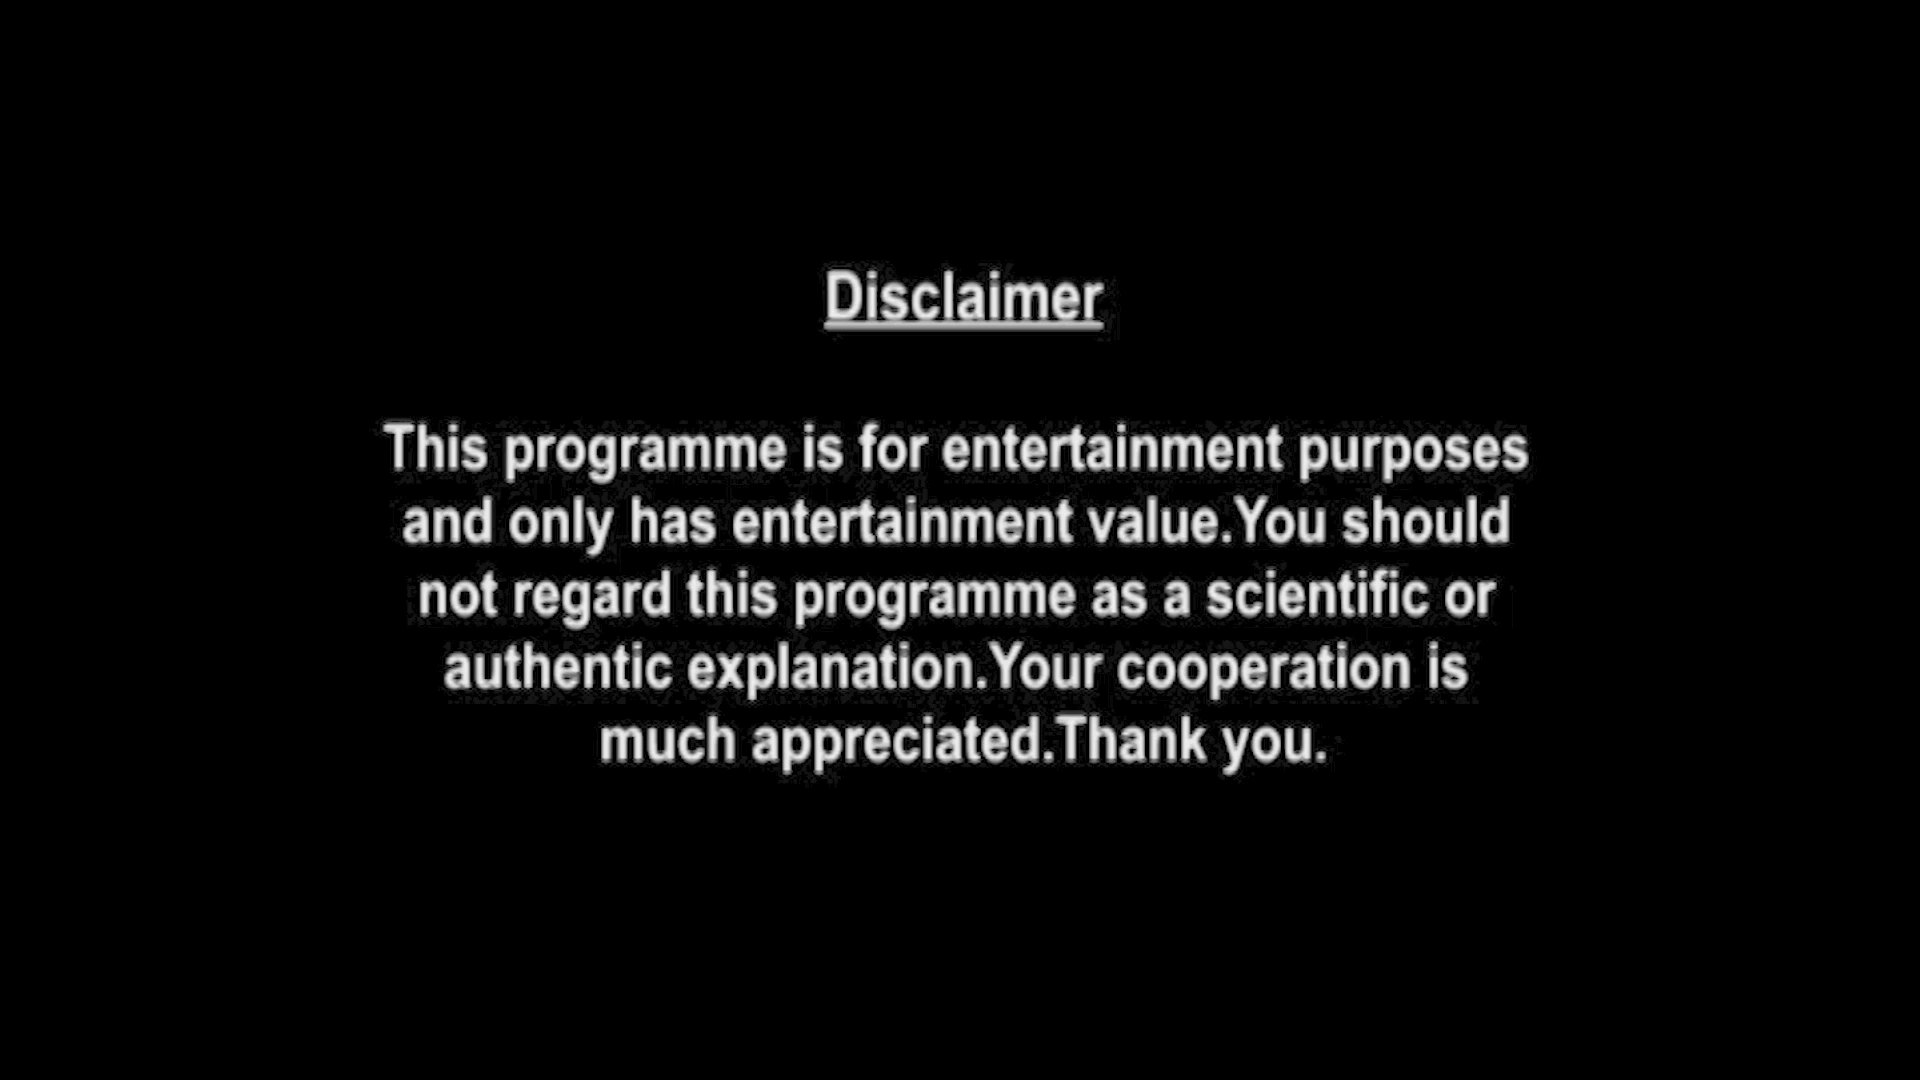 Disclaimer
This programme is for entertainment purposes
and only has entertainment value.You should
not regard this programme as a scientific or
authentic explanation.Your cooperation is
much appreciated.Thank you.